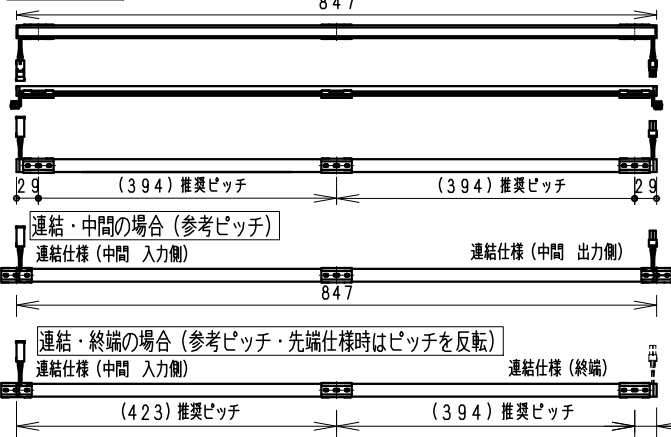 847
29 (394)推奨ピッチ (394)推奨ピッチ 29
連結・中間の場合(参考ピッチ)
連結仕様(中間 入力側) 連結仕様(中間 出力側)
847
連結・終端の場合(参考ピッチ・先端仕様時はピッチを反転)
連結仕様(中間 入力側) 連結仕様(終端)
(423)推奨ピッチ (394)推奨ピッチ